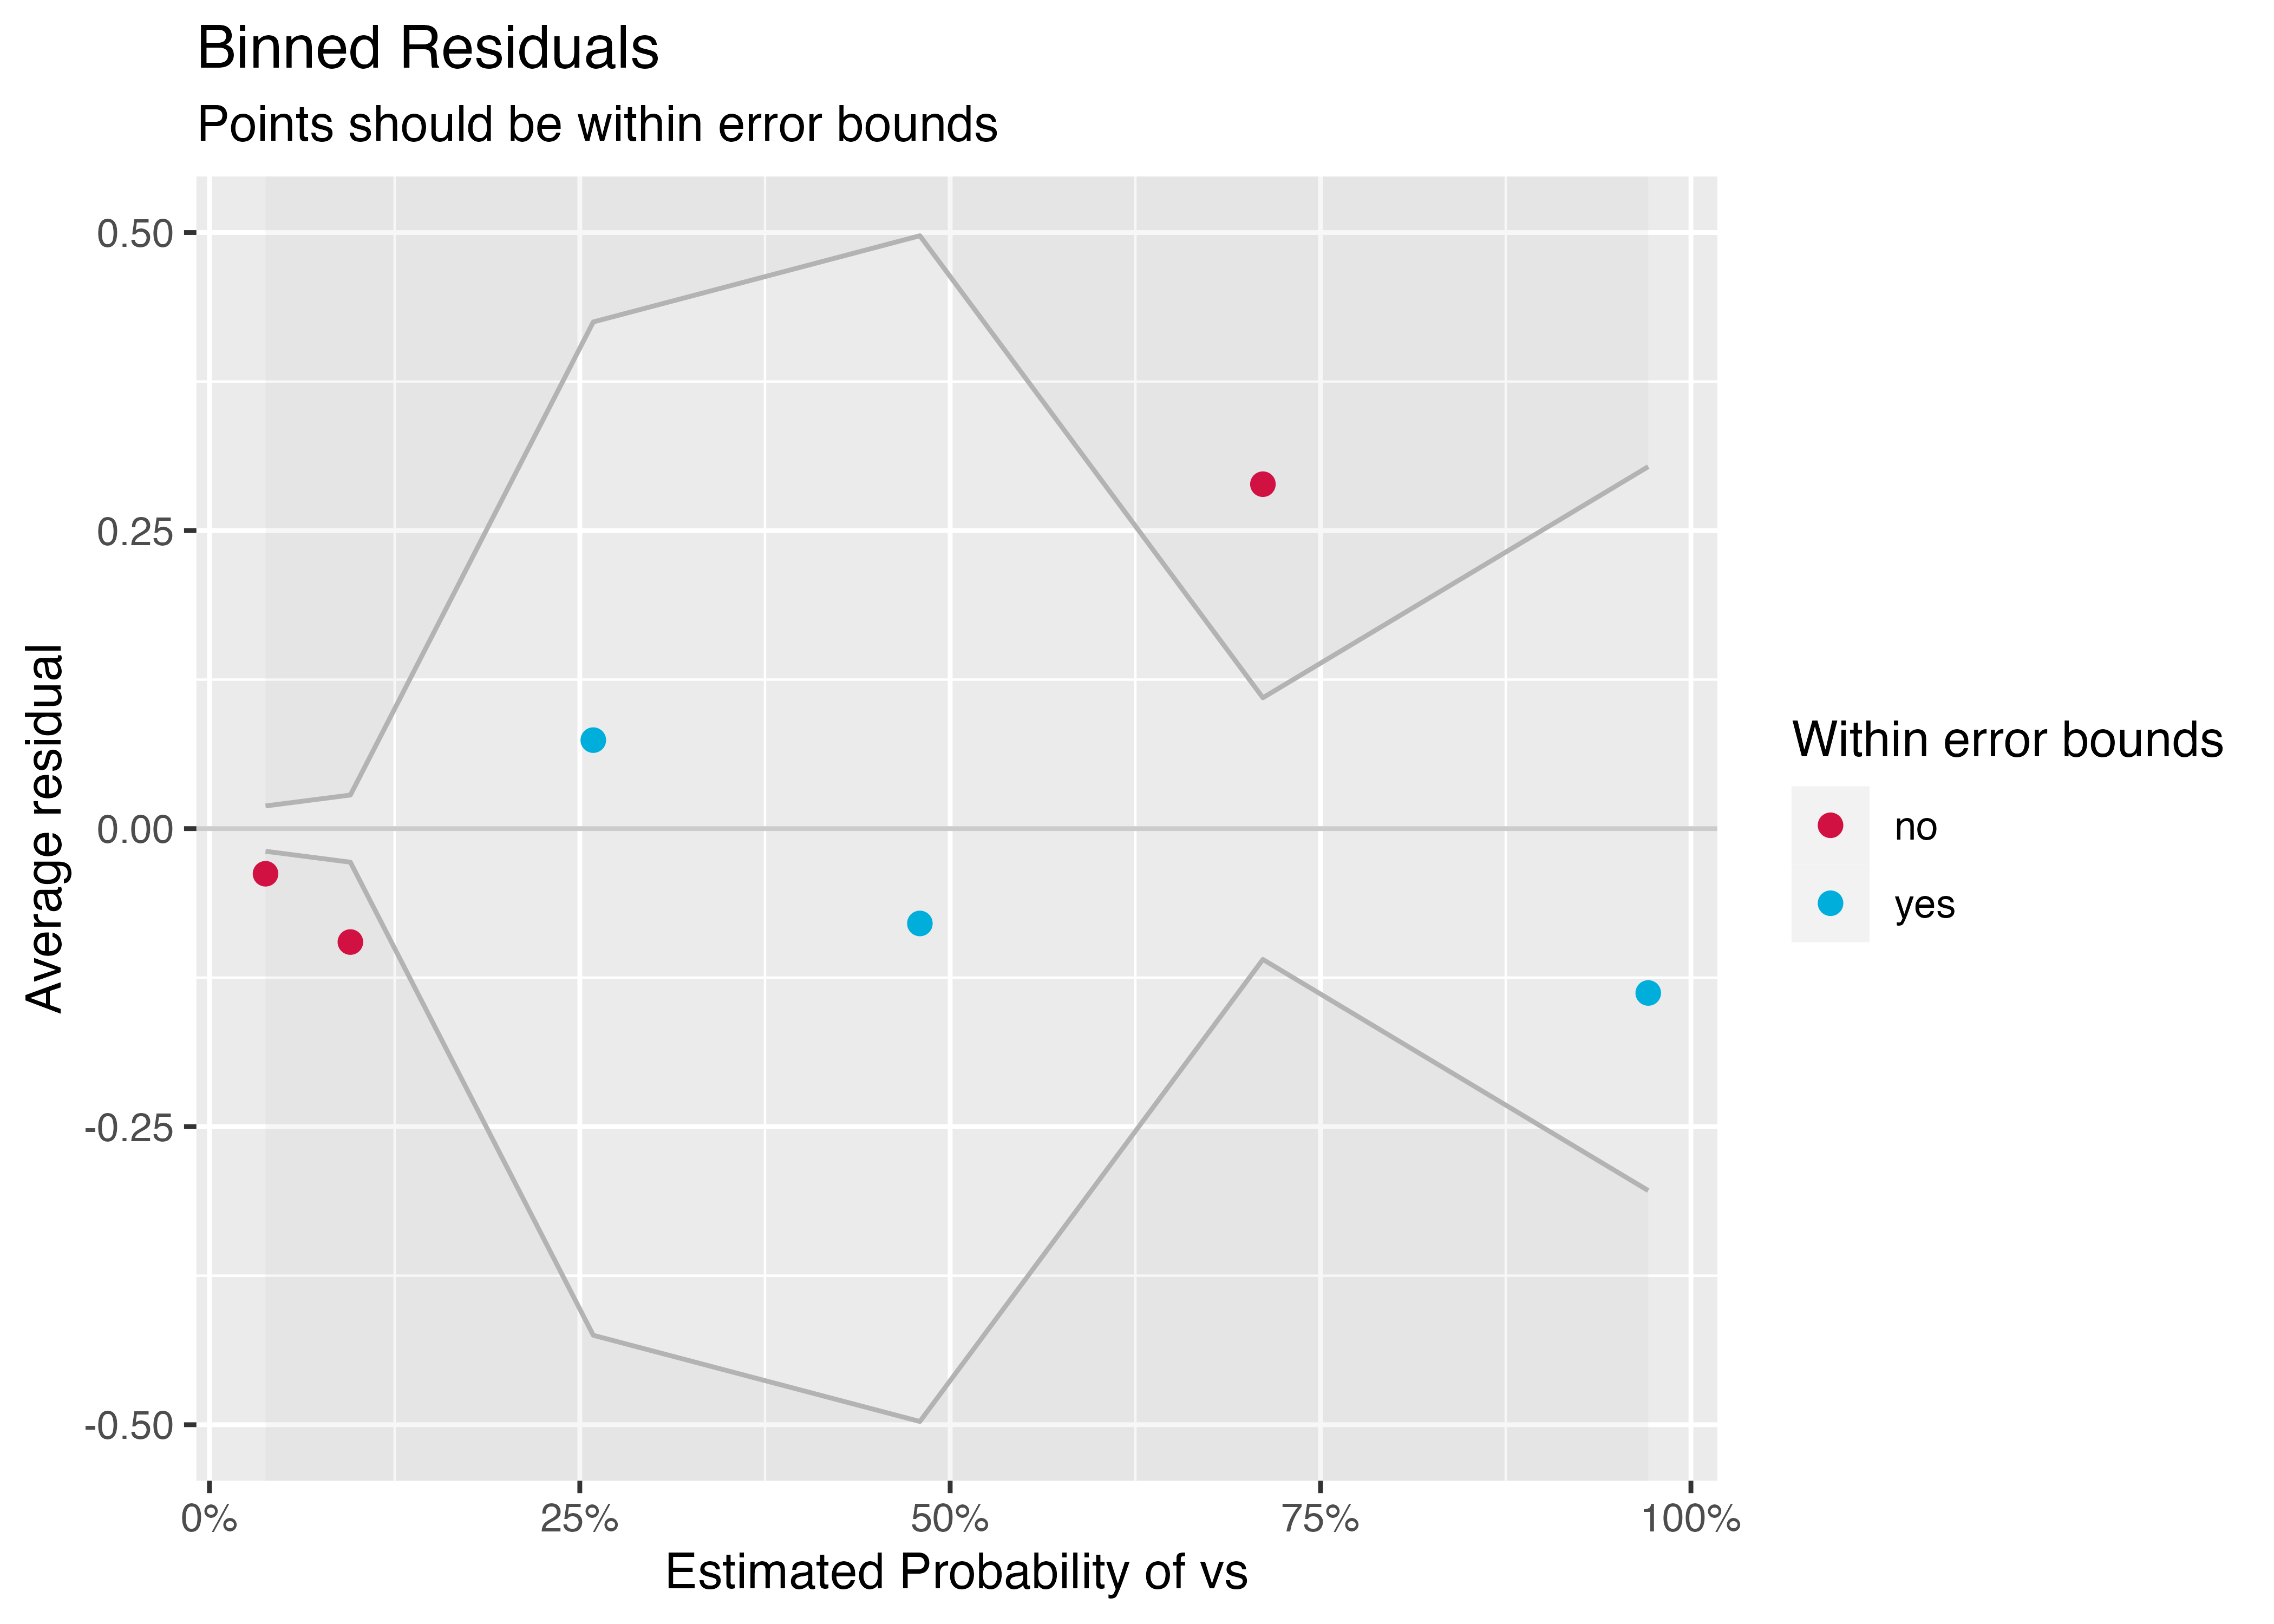 Binned Residuals
Points should be within error bounds
0.50
0.25
0.00
-0.25
-0.50
Average residual
0%
25%
50%
75%
100%
Estimated Probability of vs
Within error bounds
no
yes